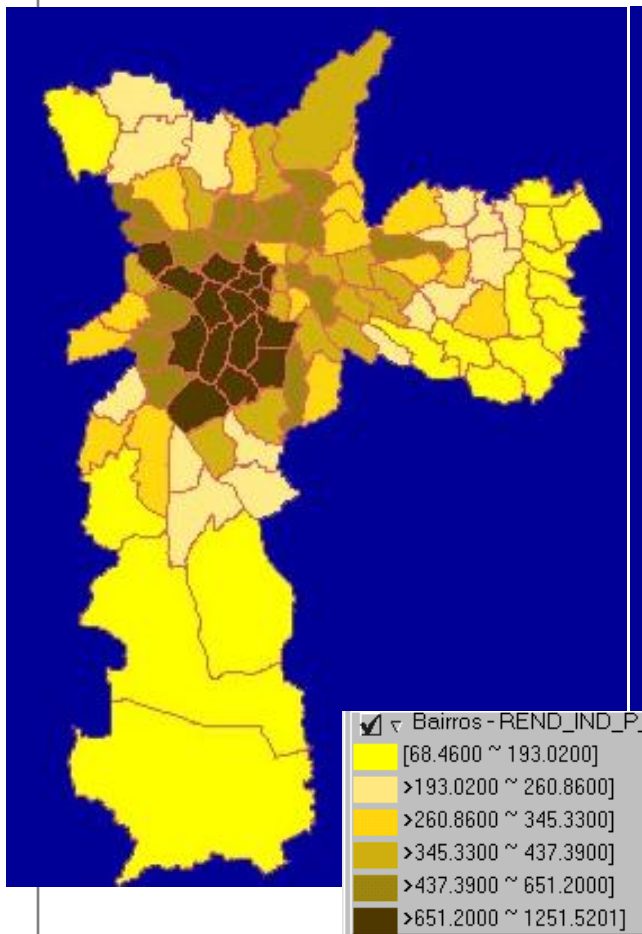 Bairros - REND_IND_P_
[68.4600 ~ 193.0200]
>193.0200 ~ 260.8600]
>260.8600 ~ 345.3300]
>345.3300 ~ 437.3900]
>437.3900 ~ 651.2000]
>651.2000 ~ 1251.5201]